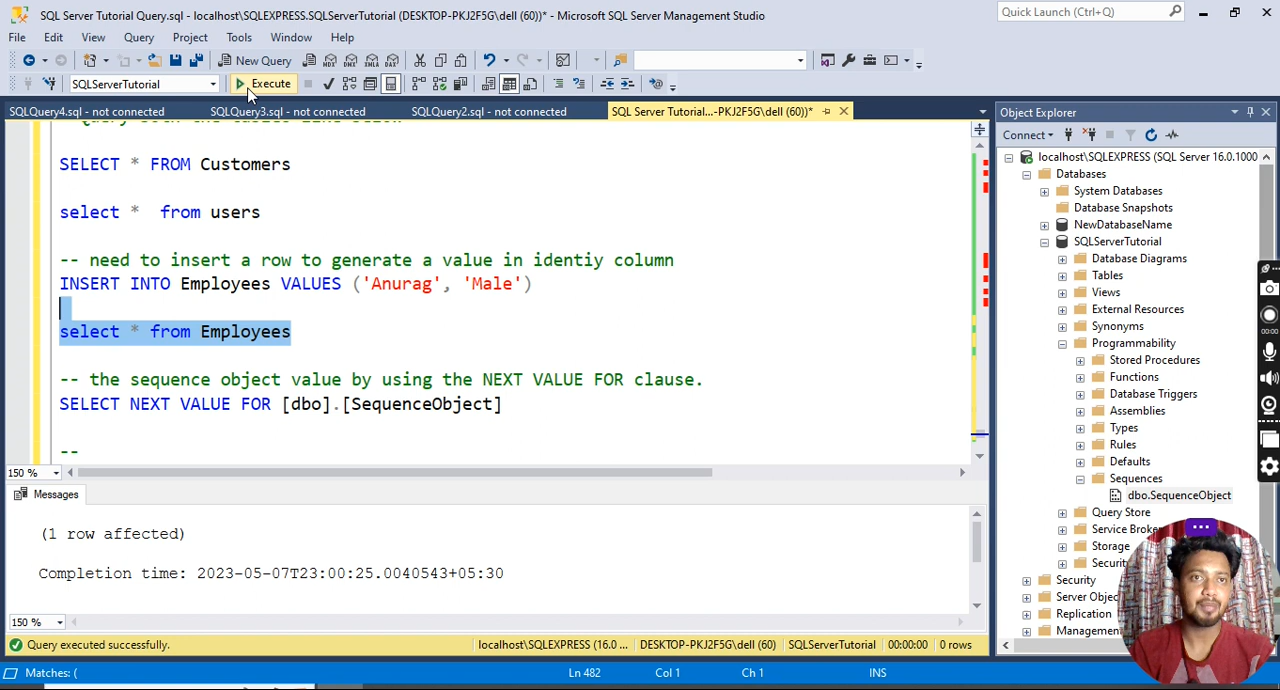 SQL Server Tutorial Query.sql - localhost\SQLEXPRESS.SQLServerTutorial (DESKTOP-PKJ2F5G\dell (60))* - Microsoft SQL Server Management Studio
Quick Launch (Ctrl+Q)
File Edit View Query Project Tools Window Help
New Query
SQLServerTutorial
Execute
SQLQuery4.sql - not connected
SQLQuery3.sql - not connected
SQLQuery2.sql - not connected
SQL Server Tutorial...-PKJ2F5G\dell (60))*
SELECT * FROM Customers
select * from users
-- need to insert a row to generate a value in identiy column
INSERT INTO Employees VALUES ('Anurag', 'Male')
select * from Employees
-- the sequence object value by using the NEXT VALUE FOR clause.
SELECT NEXT VALUE FOR [dbo].[SequenceObject]
--
150 %
Messages
(1 row affected)
Completion time: 2023-05-07T23:00:25.0040543+05:30
150 %
Query executed successfully.
localhost\SQLEXPRESS (16.0 ...
DESKTOP-PKJ2F5G\dell (60)
SQLServerTutorial
00:00:00
0 rows
Matches: (
Ln 482
Col 1
Ch 1
INS
Object Explorer
Connect
localhost\SQLEXPRESS (SQL Server 16.0.1000
Databases
System Databases
Database Snapshots
NewDatabaseName
SQLServerTutorial
Database Diagrams
Tables
Views
External Resources
Synonyms
Programmability
Stored Procedures
Functions
Database Triggers
Assemblies
Types
Rules
Defaults
Sequences
dbo.SequenceObject
Query Store
Service Broke
Storage
Securi
Security
Server Objec
Replication
Management
00:00